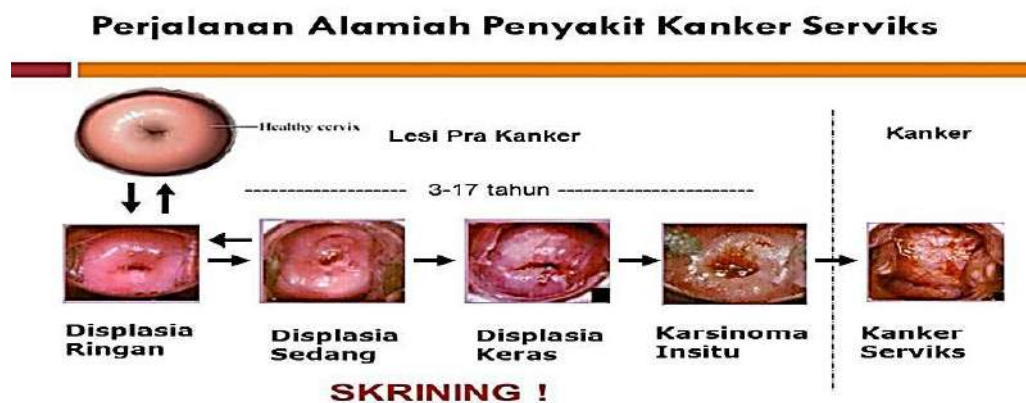 Perjalanan Alamiah Penyakit Kanker Serviks
Healthy cervix
Lesi Pra Kanker
Kanker
3-17 tahun
Displasia
Ringan
Displasia
Sedang
Displasia
Keras
Karsinoma
Insitu
Kanker
Serviks
SKRINING !